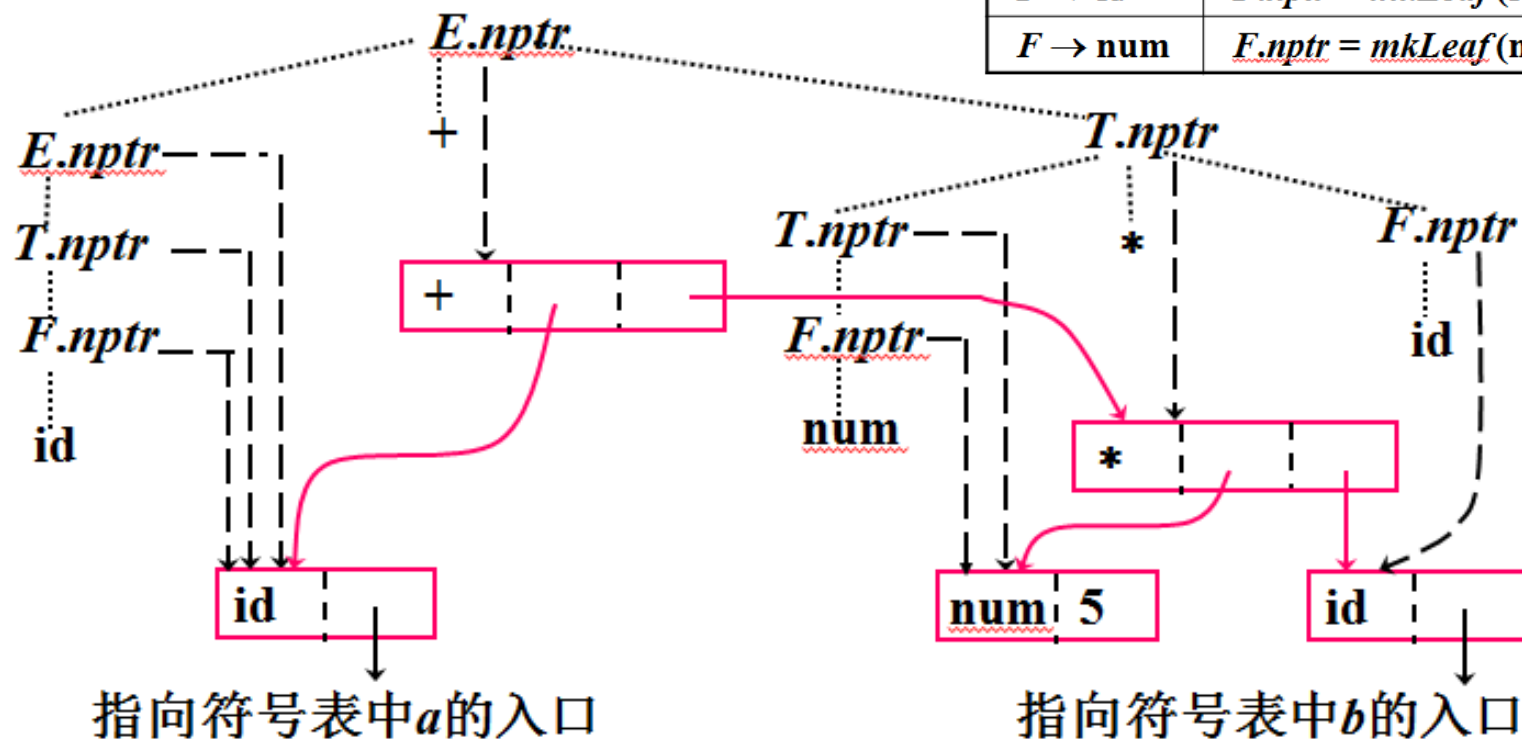 F → num F.nptr = mkLeaf (n
E.nptr
+
E.nptr
T.nptr
T.nptr
T.nptr
*
F.nptr
+
F.nptr
F.nptr
id
id
num
*
id
num 5
id
指向符号表中a的入口
指向符号表中b的入口